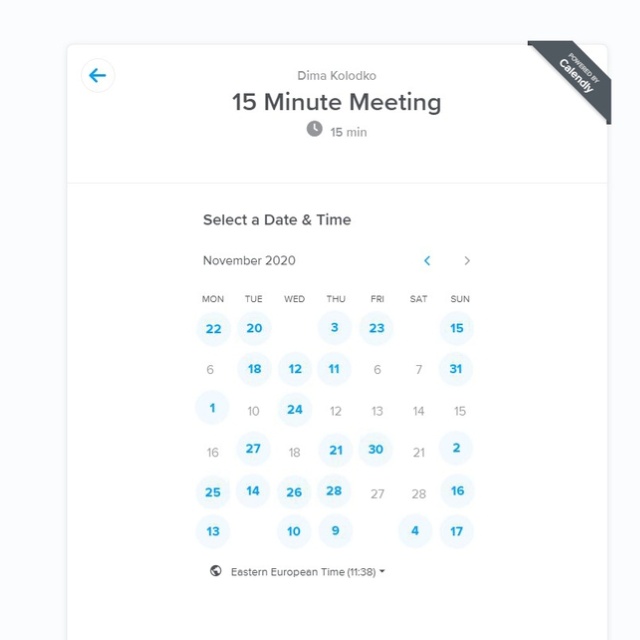 POWERED BY
Calendly
Dima Kolodko
15 Minute Meeting
15 min
Select a Date & Time
November 2020
MON TUE WED THU FRI SAT SUN
22 20 3 23 15
6 18 12 11 6 7 31
1 10 24 12 13 14 15
16 27 18 21 30 21 2
25 14 26 28 27 28 16
13 10 9 4 17
Eastern European Time (11:38)